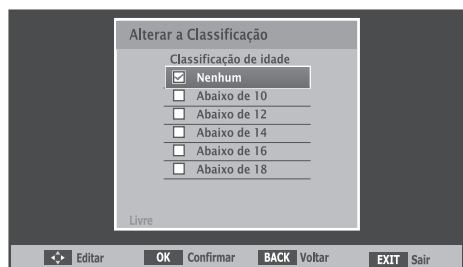 Alterar a Classificação
Classificação de idade
Nenhum
Abaixo de 10
Abaixo de 12
Abaixo de 14
Abaixo de 16
Abaixo de 18
Livre
Editar OK Confirmar BACK Voltar EXIT Sair